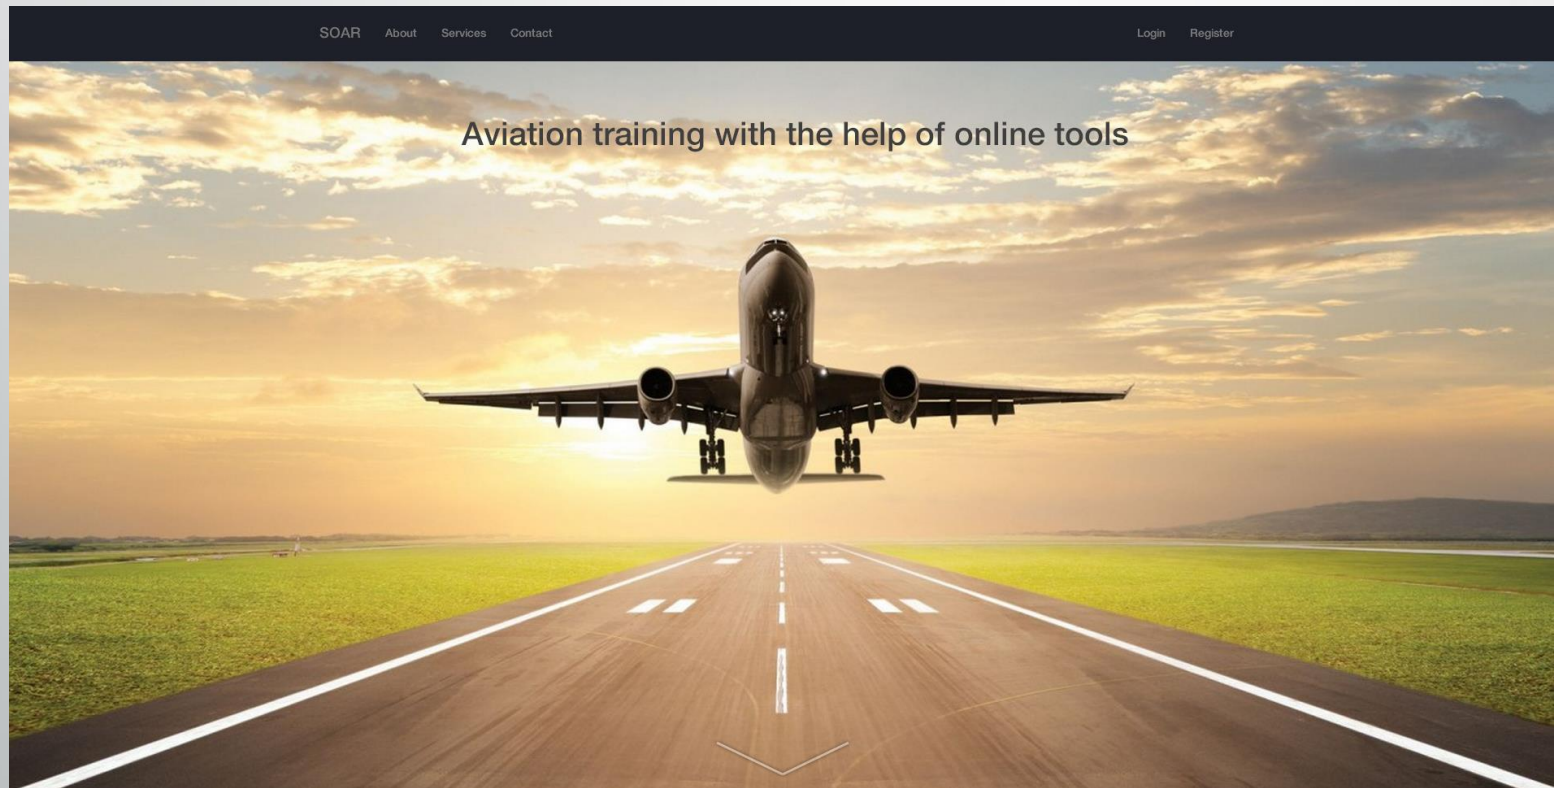 SOAR About Services Contact Login Register
Aviation training with the help of online tools